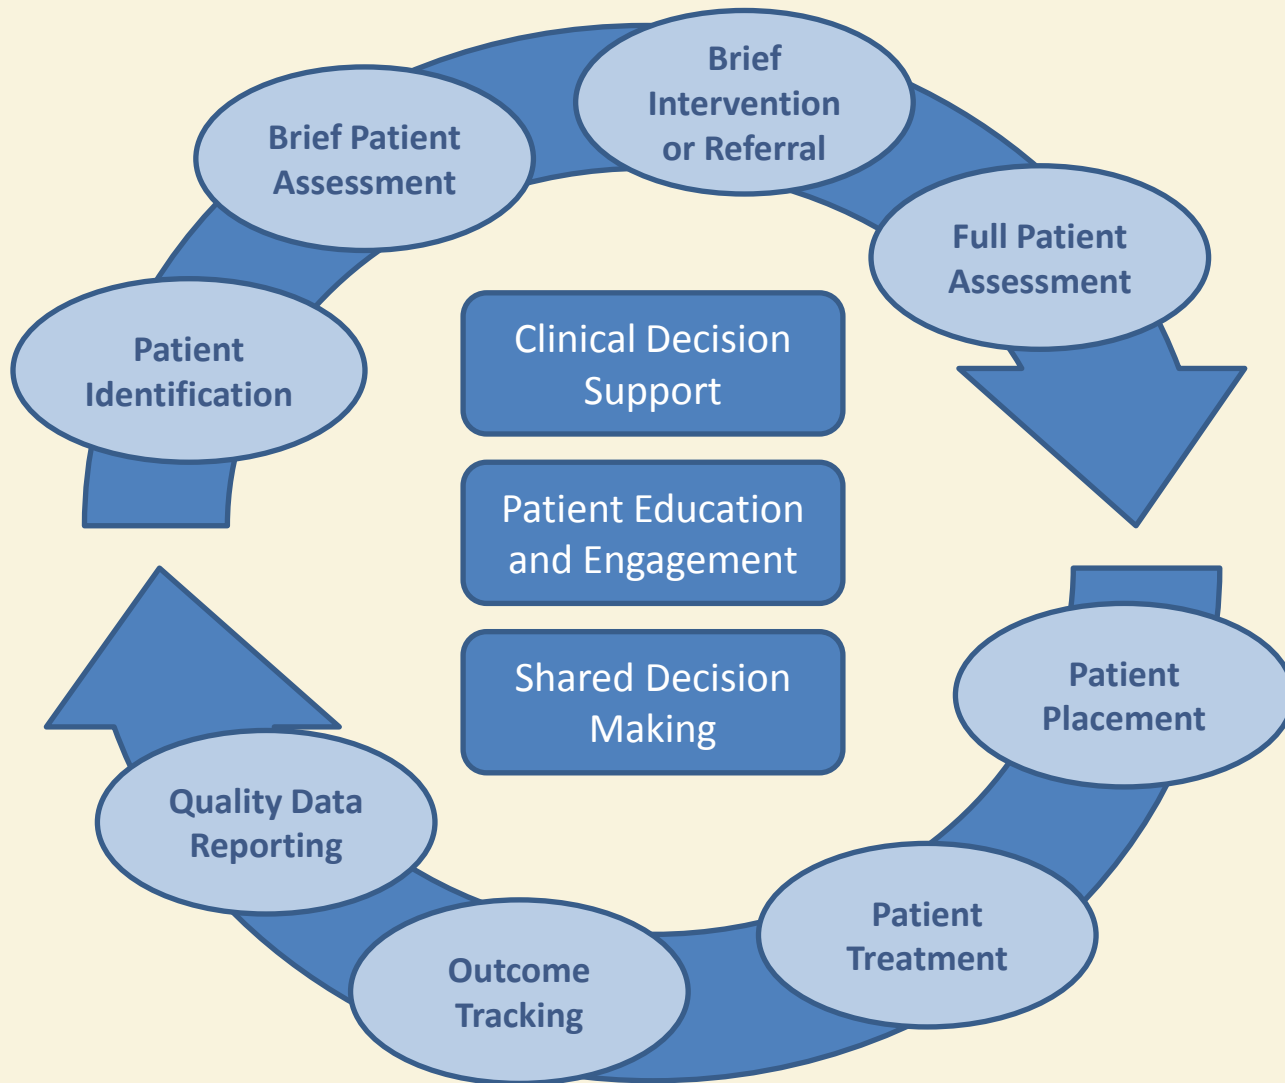 Brief
Intervention
or Referral
Brief Patient
Assessment
Full Patient
Assessment
Patient
Identification
Clinical Decision
Support
Patient Education
and Engagement
Shared Decision
Making
Patient
Placement
Quality Data
Reporting
Patient
Treatment
Outcome
Tracking